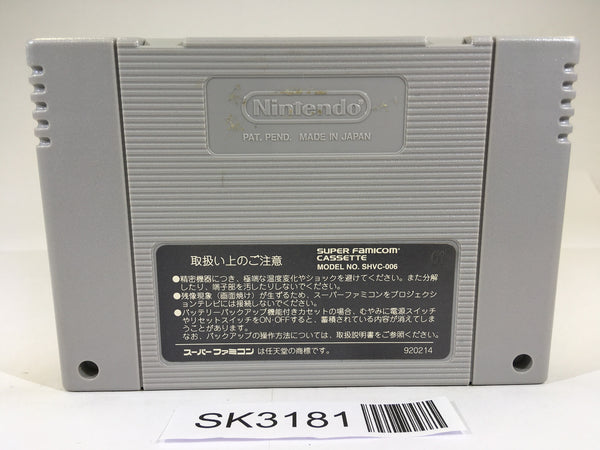 Nintendo
PAT. PEND. MADE IN JAPAN
取扱い上のご注意
SUPER FAMICOM
CASSETTE
MODEL NO. SHVC-006
●精密機器につき、極端な温度変化やショックを避けてください。また分解
したり、端子部を汚したりしないでください。
●残像現象（画面焼け）が生ずるため、スーパーファミコンをプロジェクシ
ョンテレビには接続しないでください。
●バッテリーバックアップ機能付きカセットの場合、むやみに電源スイッチ
やリセットスイッチをON・OFFすると、蓄積されている内容が消えてしま
うことがあります。
なお、バックアップの操作方法については、取扱説明書をご参照ください。
スーパーファミコン は任天堂の商標です。
920214
SK3181